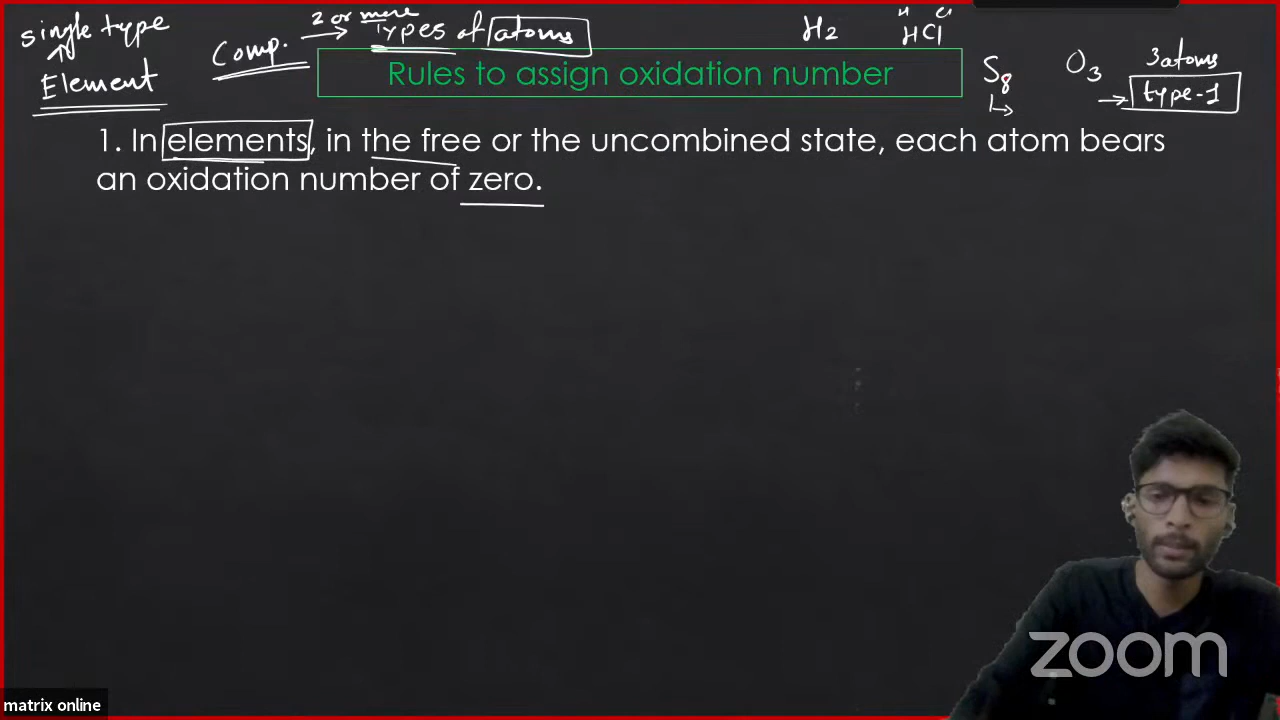 single type
Element
Comp.
2 or more
Types of atoms
H2
H Cl
HCl
S8
O3
3 atoms
type-1
Rules to assign oxidation number
1. In elements, in the free or the uncombined state, each atom bears
an oxidation number of zero.
zoom
matrix online